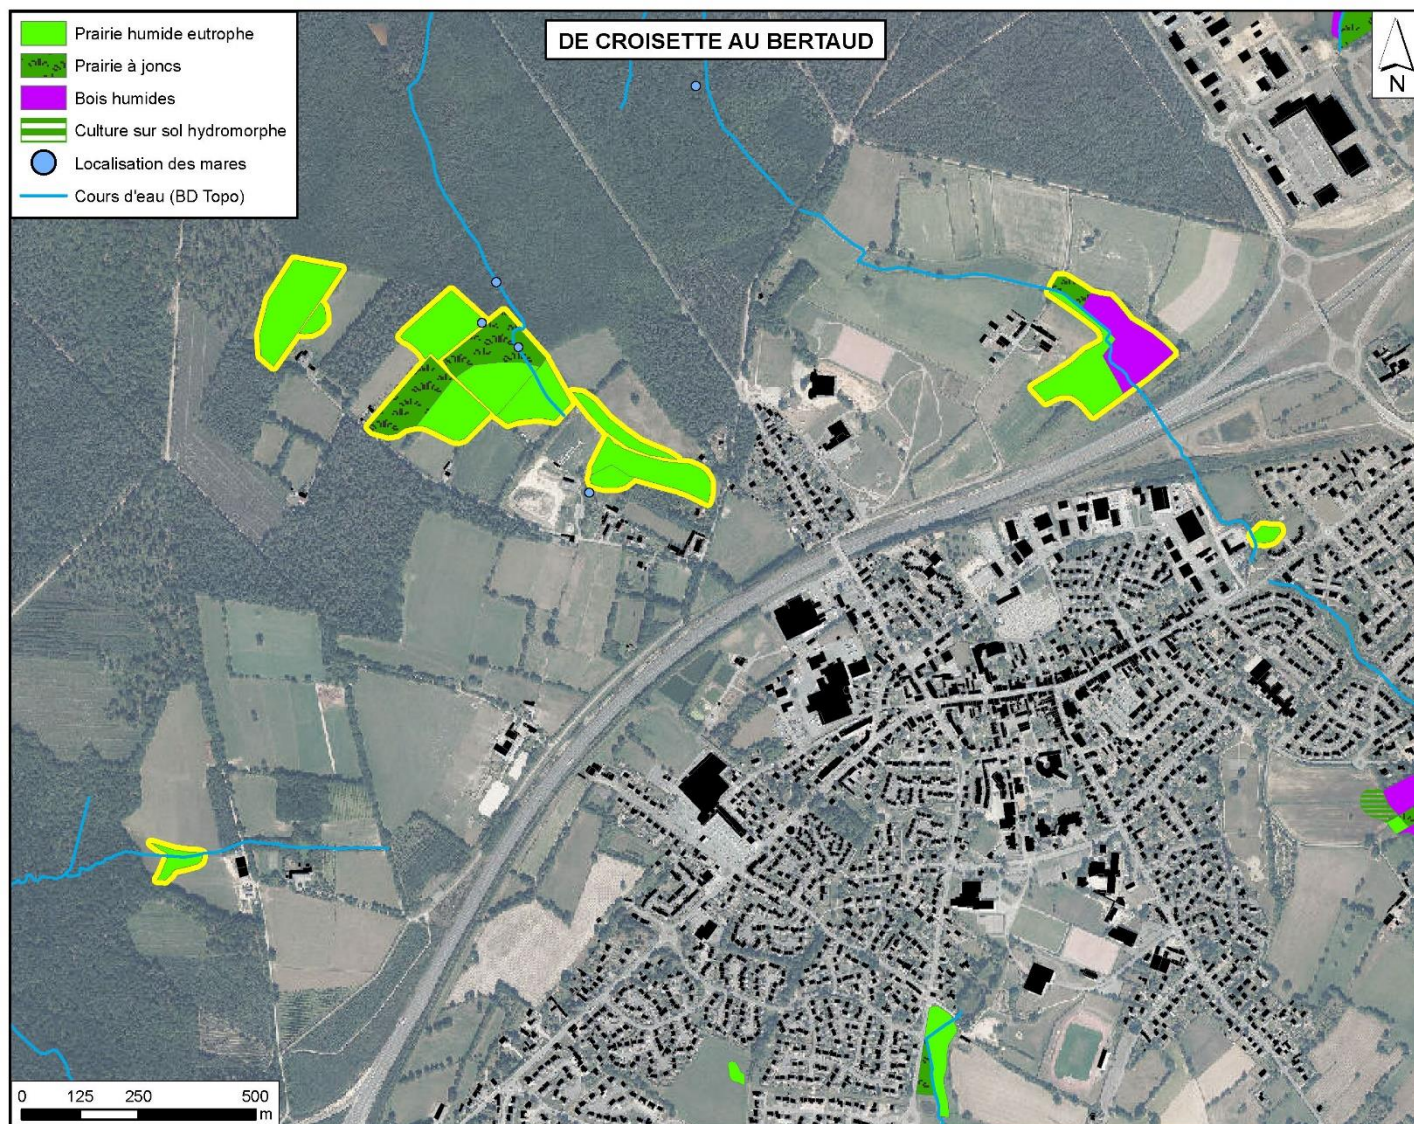 Prairie humide eutrophe
Prairie à joncs
Bois humides
Culture sur sol hydromorphe
Localisation des mares
Cours d'eau (BD Topo)
DE CROISETTE AU BERTAUD
N
0 125 250 500
m